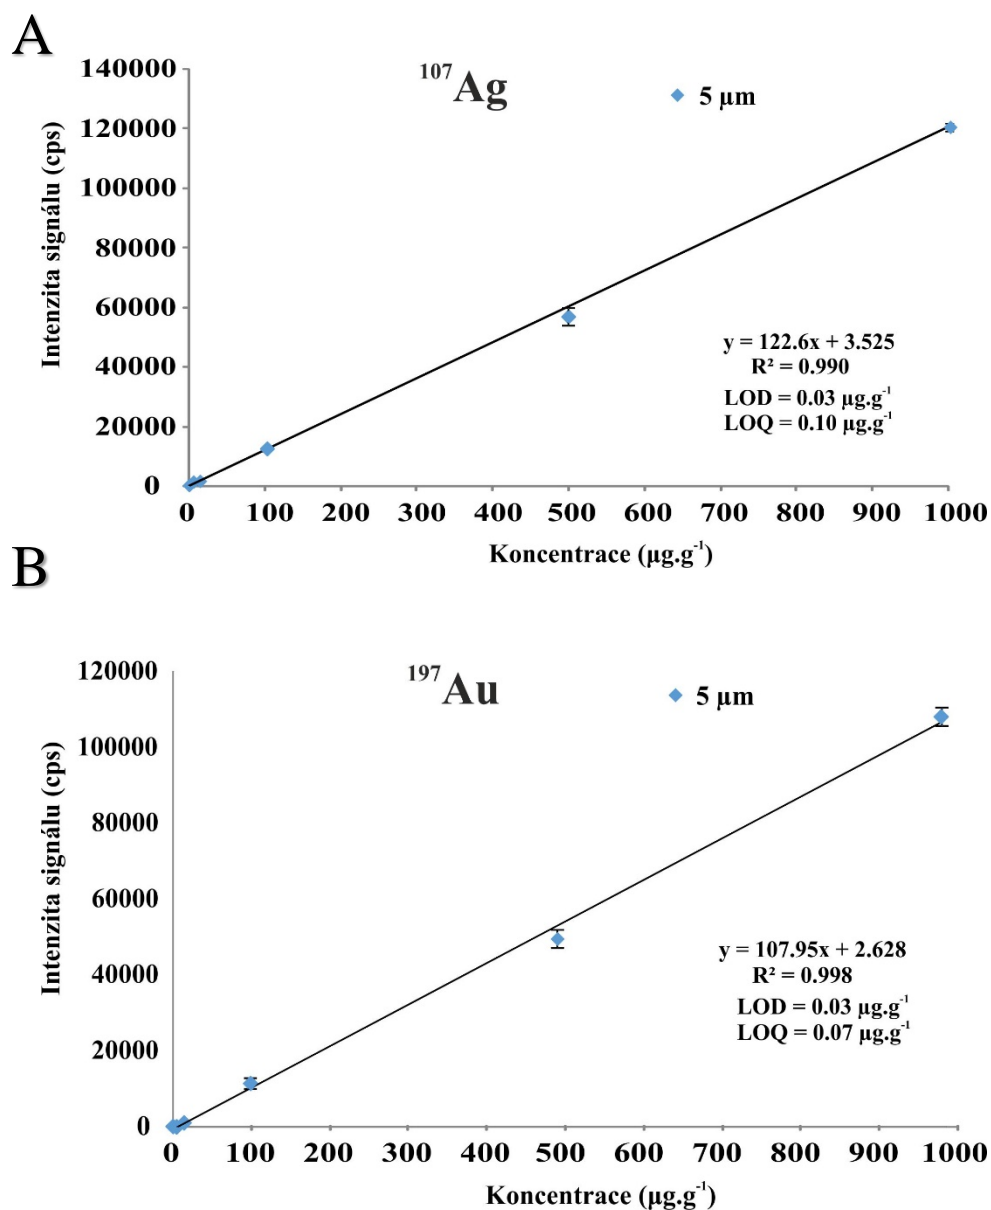 A
140000
120000
100000
80000
60000
40000
20000
0
Intenzita signálu (cps)
¹⁰⁷Ag
5 µm
y = 122.6x + 3.525
R² = 0.990
LOD = 0.03 µg.g⁻¹
LOQ = 0.10 µg.g⁻¹
0 100 200 300 400 500 600 700 800 900 1000
Koncentrace (µg.g⁻¹)
B
120000
100000
80000
60000
40000
20000
0
Intenzita signálu (cps)
¹⁹⁷Au
5 µm
y = 107.95x + 2.628
R² = 0.998
LOD = 0.03 µg.g⁻¹
LOQ = 0.07 µg.g⁻¹
0 100 200 300 400 500 600 700 800 900 1000
Koncentrace (µg.g⁻¹)